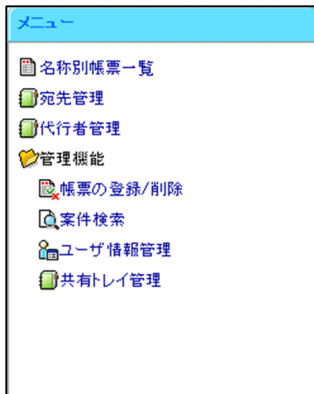 メニュー
名称別帳票一覧
宛先管理
代行者管理
管理機能
帳票の登録/削除
案件検索
ユーザ情報管理
共有トレイ管理